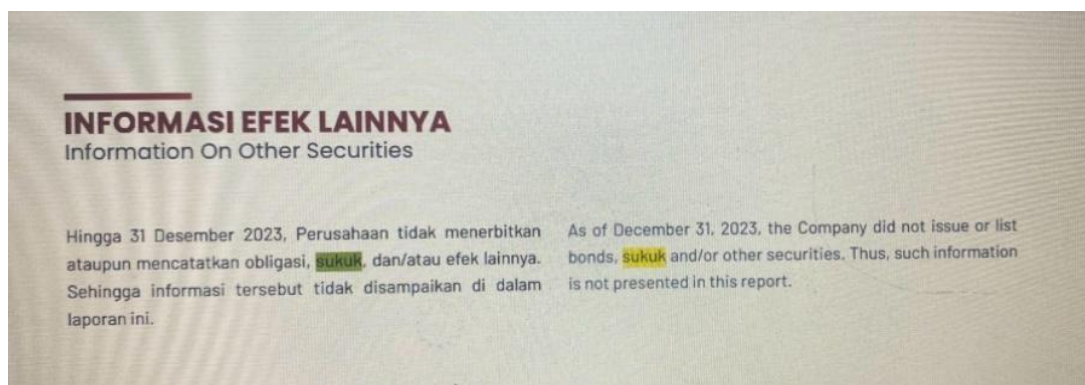 INFORMASI EFEK LAINNYA
Information On Other Securities
Hingga 31 Desember 2023, Perusahaan tidak menerbitkan
ataupun mencatatkan obligasi, sukuk, dan/atau efek lainnya.
Sehingga informasi tersebut tidak disampaikan di dalam
laporan ini.
As of December 31, 2023, the Company did not issue or list
bonds, sukuk and/or other securities. Thus, such information
is not presented in this report.